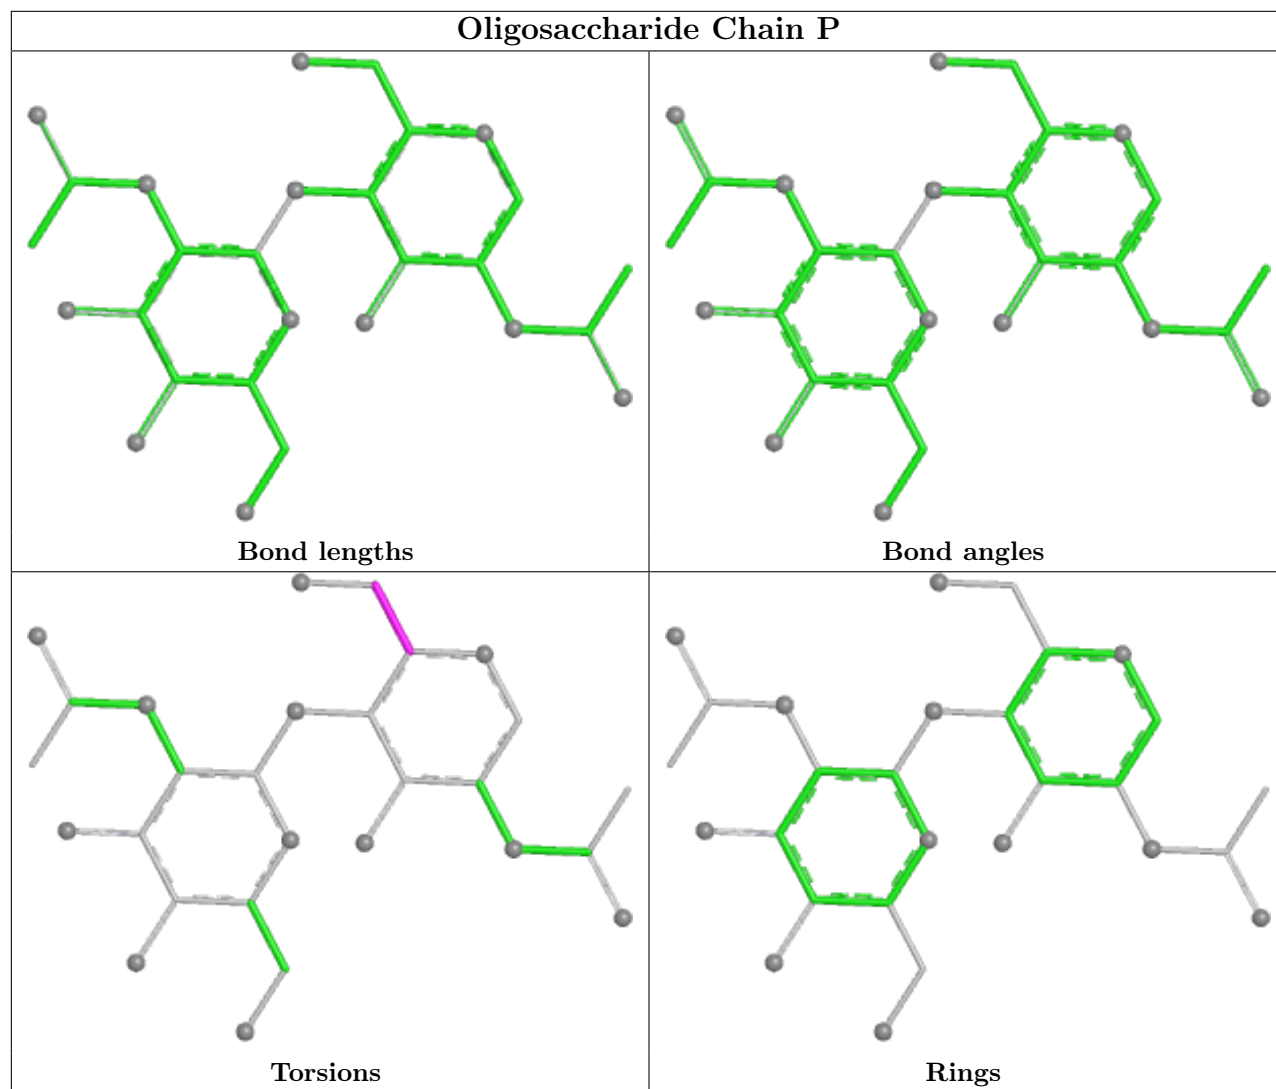 Oligosaccharide Chain P
Bond lengths
Bond angles
Torsions
Rings